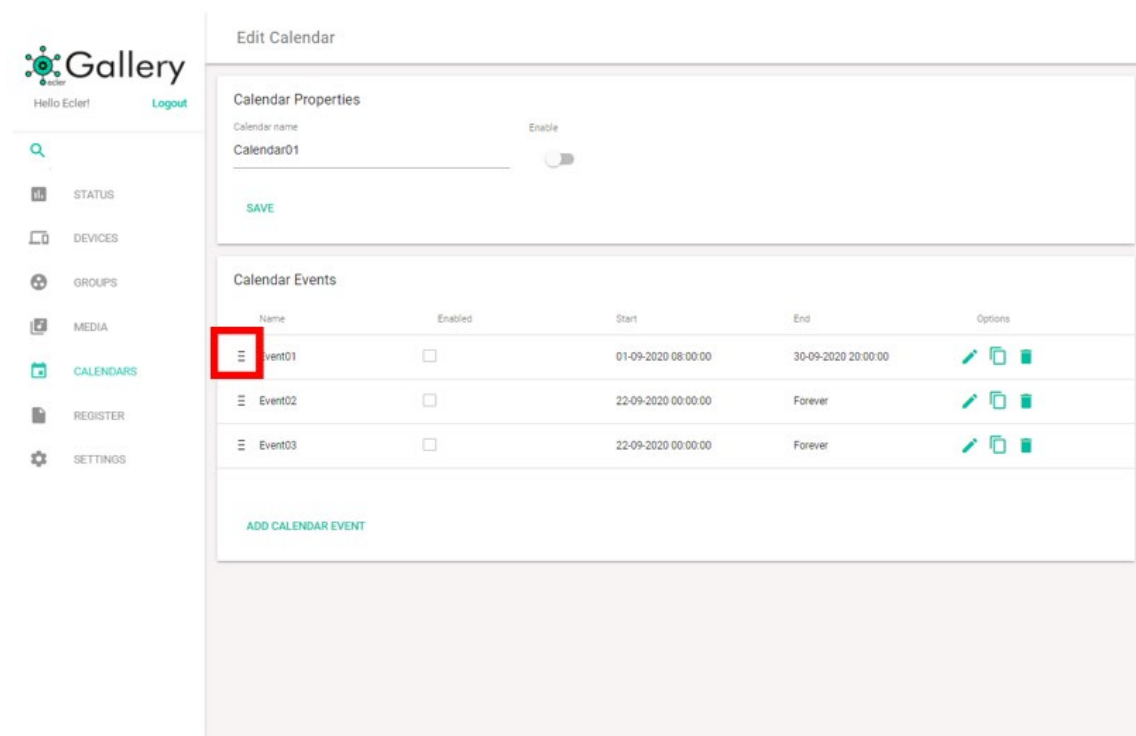 Edit Calendar
Gallery
ecler
Hello Ecler! Logout
STATUS
DEVICES
GROUPS
MEDIA
CALENDARS
REGISTER
SETTINGS
Calendar Properties
Calendar name Enable
Calendar01
SAVE
Calendar Events
Name Enabled Start End Options
Event01 01-09-2020 08:00:00 30-09-2020 20:00:00
Event02 22-09-2020 00:00:00 Forever
Event03 22-09-2020 00:00:00 Forever
ADD CALENDAR EVENT